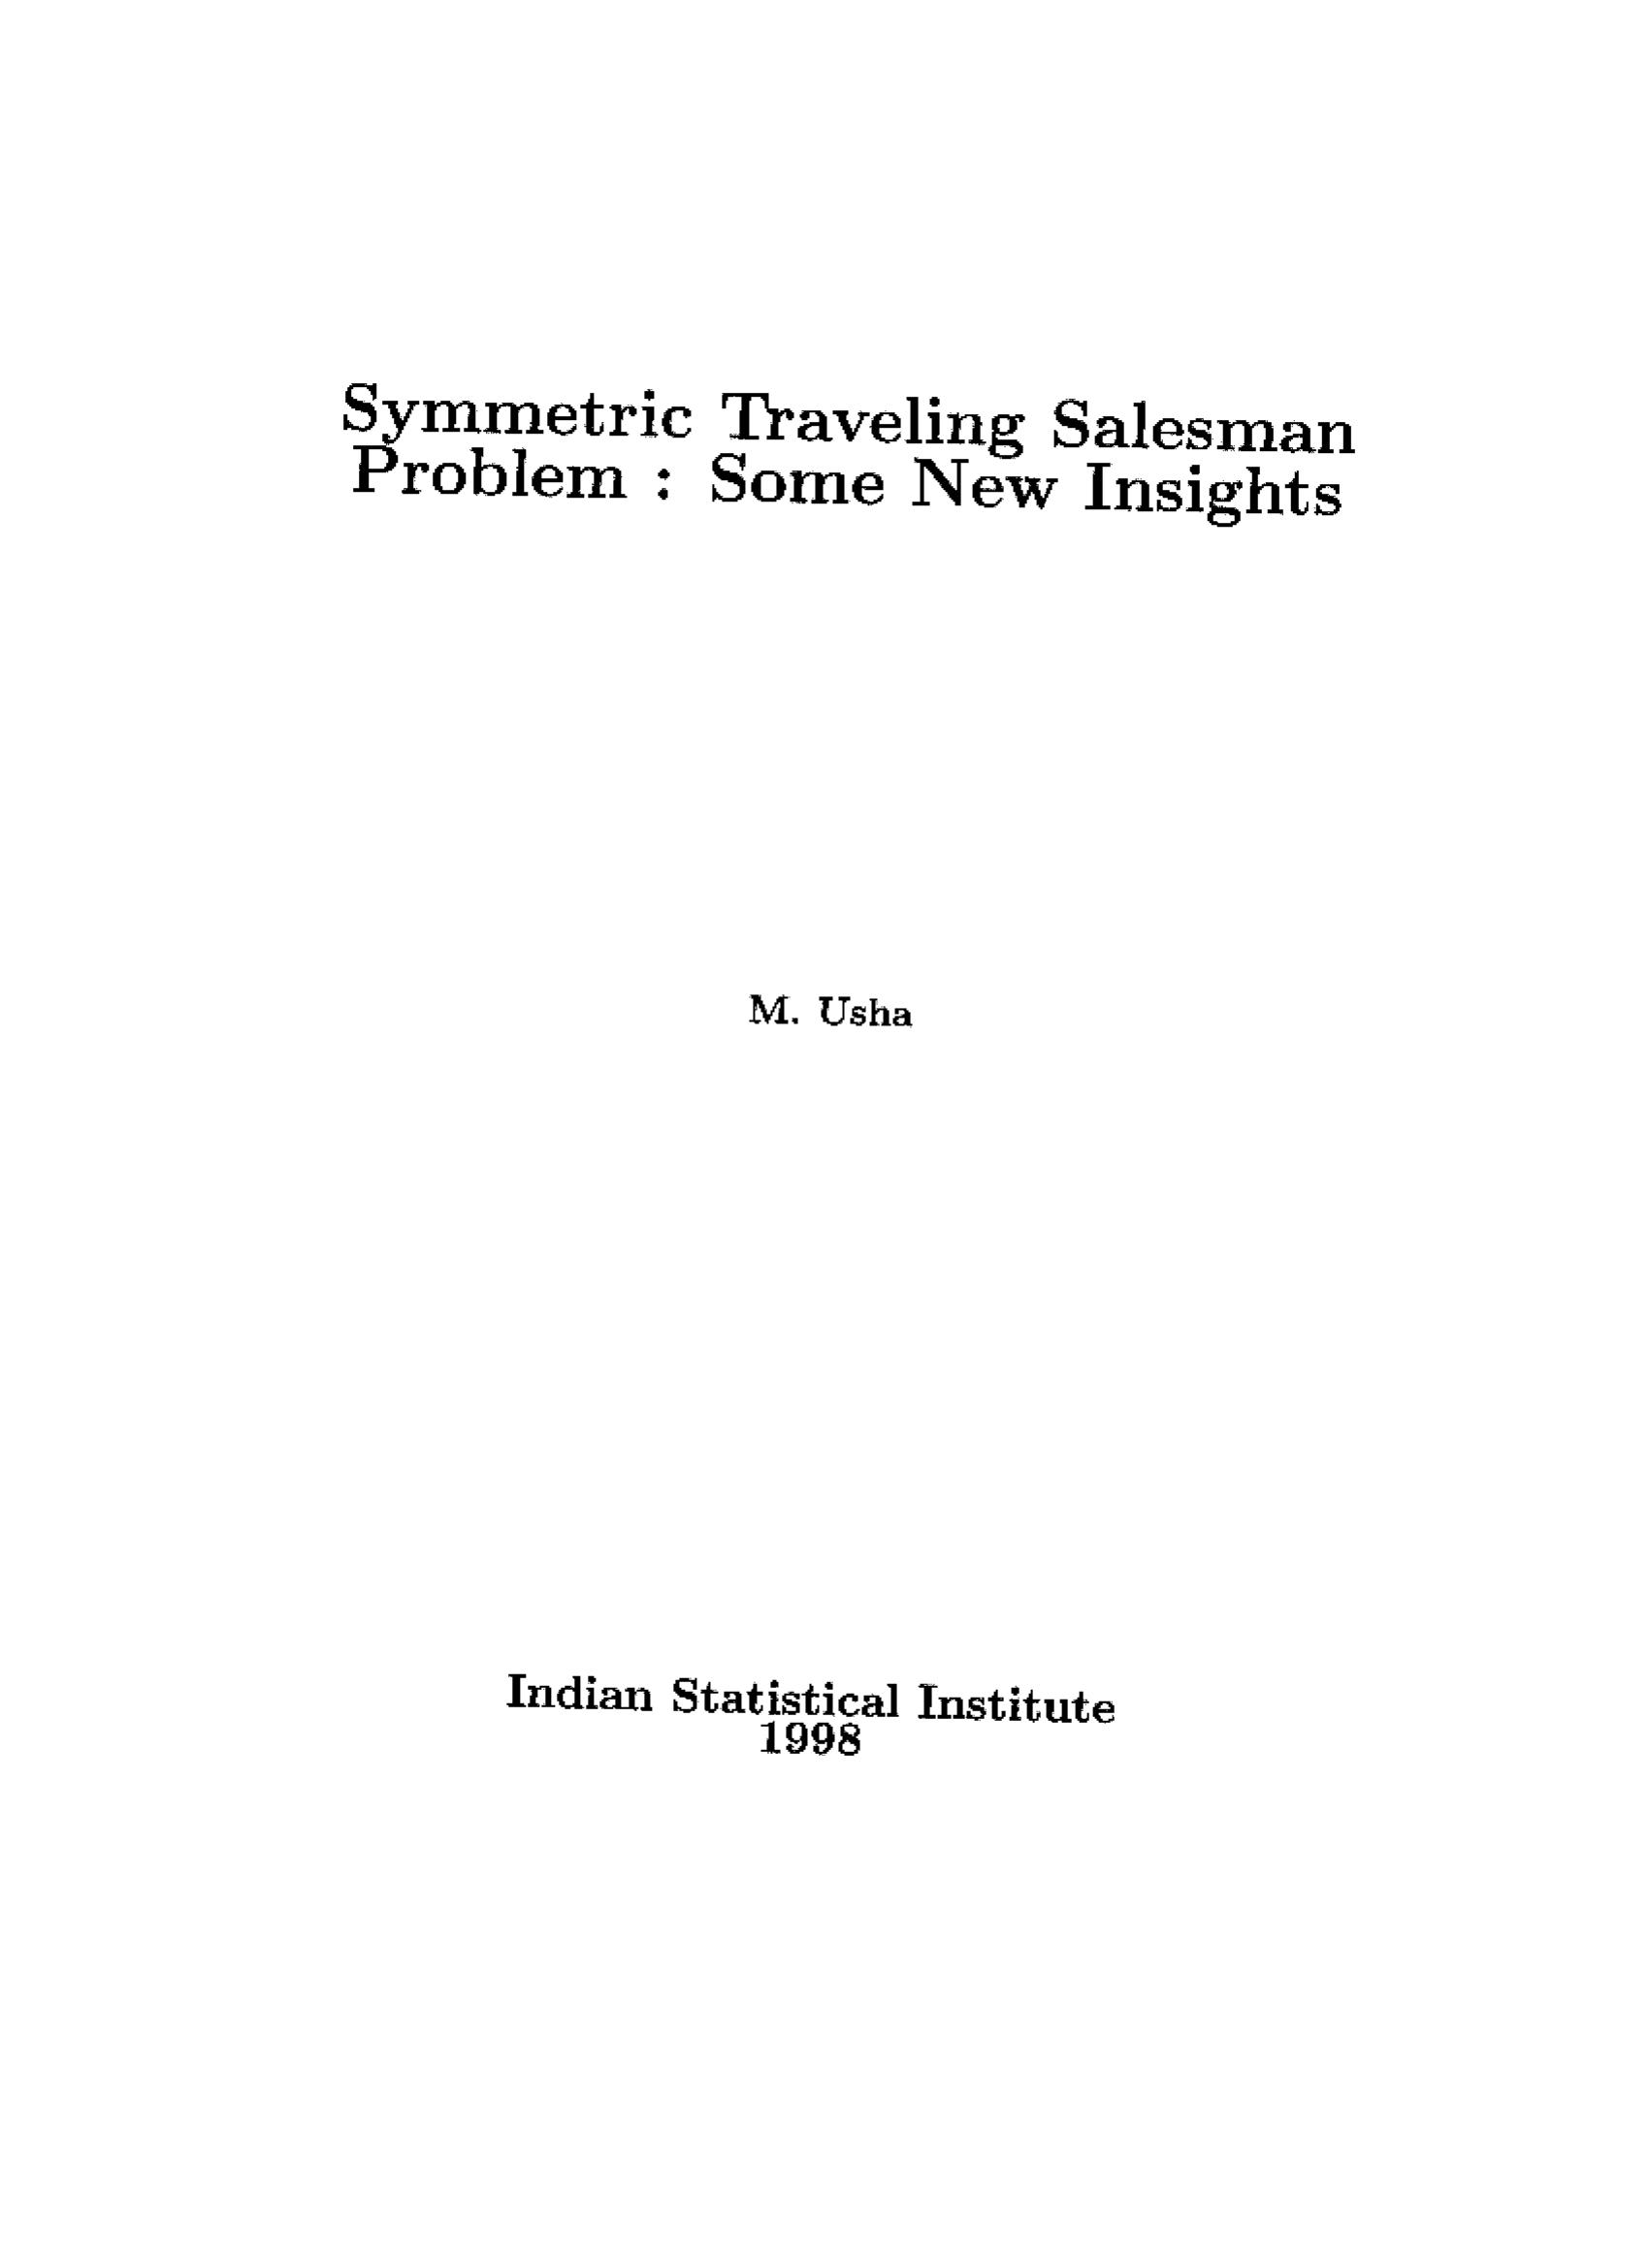 Symmetric Traveling Salesman
Problem : Some New Insights
M. Usha
Indian Statistical Institute
1998